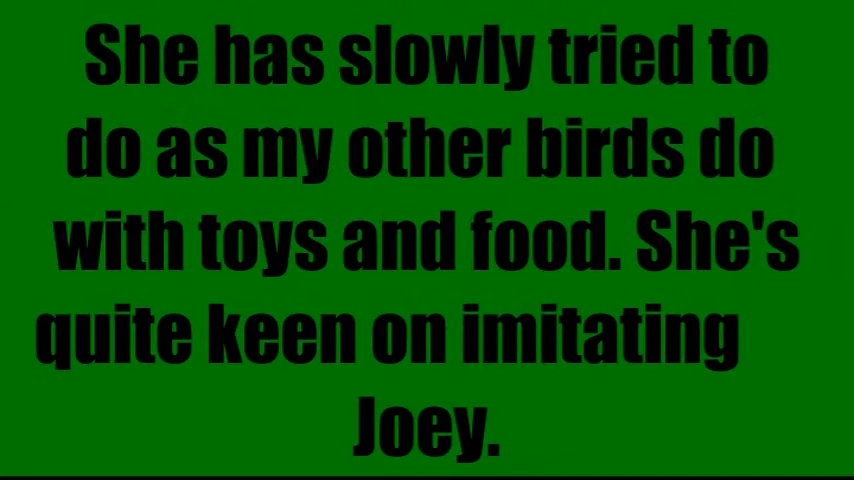 She has slowly tried to
do as my other birds do
with toys and food. She's
quite keen on imitating
Joey.